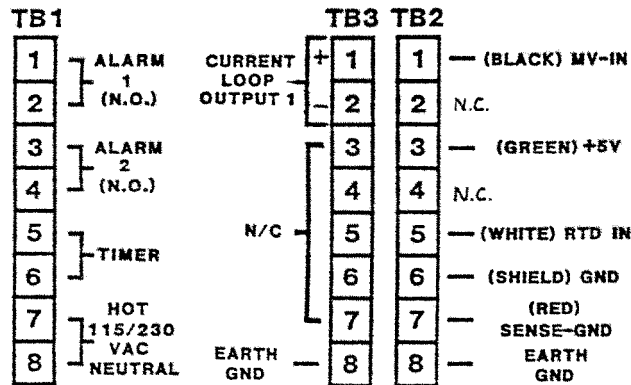 TB1
1
2
3
4
5
6
7
8
ALARM
1
(N.O.)
ALARM
2
(N.O.)
TIMER
HOT
115/230
VAC
NEUTRAL
TB3 TB2
CURRENT
LOOP
OUTPUT 1
+
−
N/C
EARTH
GND
1
2
3
4
5
6
7
8
1
2
3
4
5
6
7
8
(BLACK) MV-IN
N.C.
(GREEN) +5V
N.C.
(WHITE) RTD IN
(SHIELD) GND
(RED)
SENSE-GND
EARTH
GND